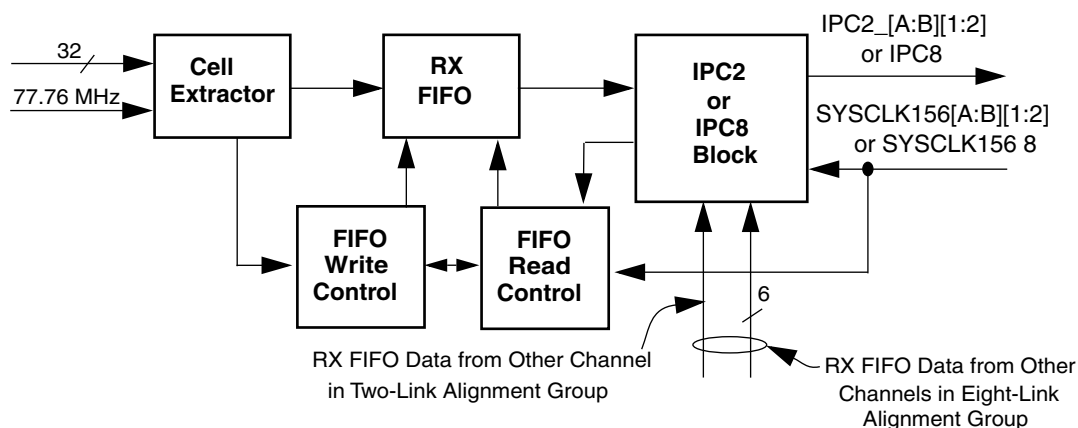 32
77.76 MHz
Cell
Extractor
RX
FIFO
IPC2
or
IPC8
Block
IPC2_[A:B][1:2]
or IPC8
SYSCLK156[A:B][1:2]
or SYSCLK156 8
FIFO
Write
Control
FIFO
Read
Control
6
RX FIFO Data from Other Channel
in Two-Link Alignment Group
RX FIFO Data from Other
Channels in Eight-Link
Alignment Group